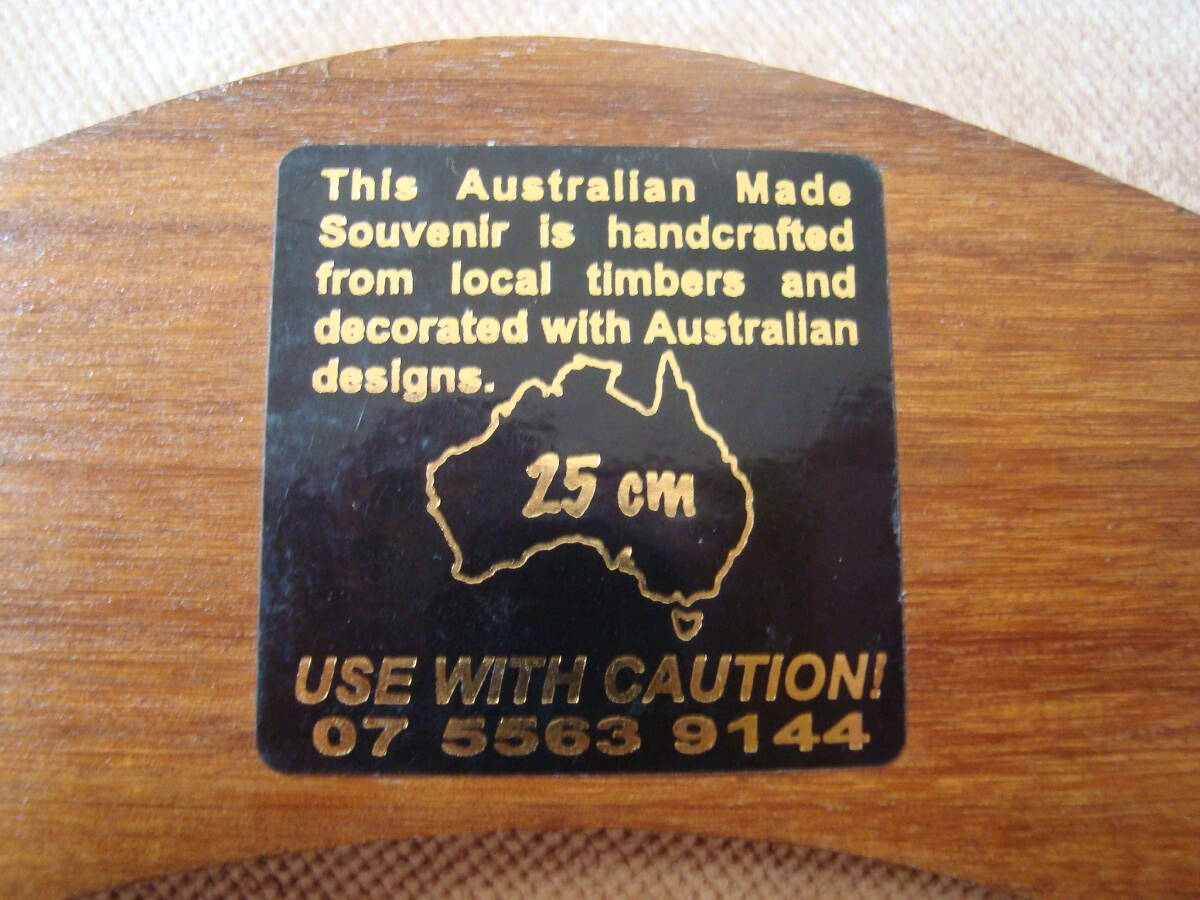 This Australian Made
Souvenir is handcrafted
from local timbers and
decorated with Australian
designs.
25 cm
USE WITH CAUTION!
07 5563 9144